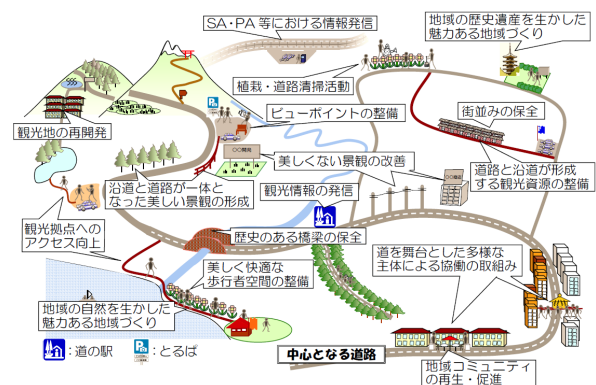 SA・PA 等における情報発信
地域の歴史遺産を生かした
魅力ある地域づくり
植栽・道路清掃活動
ビューポイントの整備
街並みの保全
観光地の再開発
美しくない景観の改善
道路と沿道が形成
する観光資源の整備
沿道と道路が一体と
なった美しい景観の形成
観光情報の発信
観光拠点への
アクセス向上
歴史のある橋梁の保全
美しく快適な
歩行者空間の整備
道を舞台とした多様な
主体による協働の取組み
地域の自然を生かした
魅力ある地域づくり
:道の駅
:とるぱ
中心となる道路
地域コミュニティ
の再生・促進